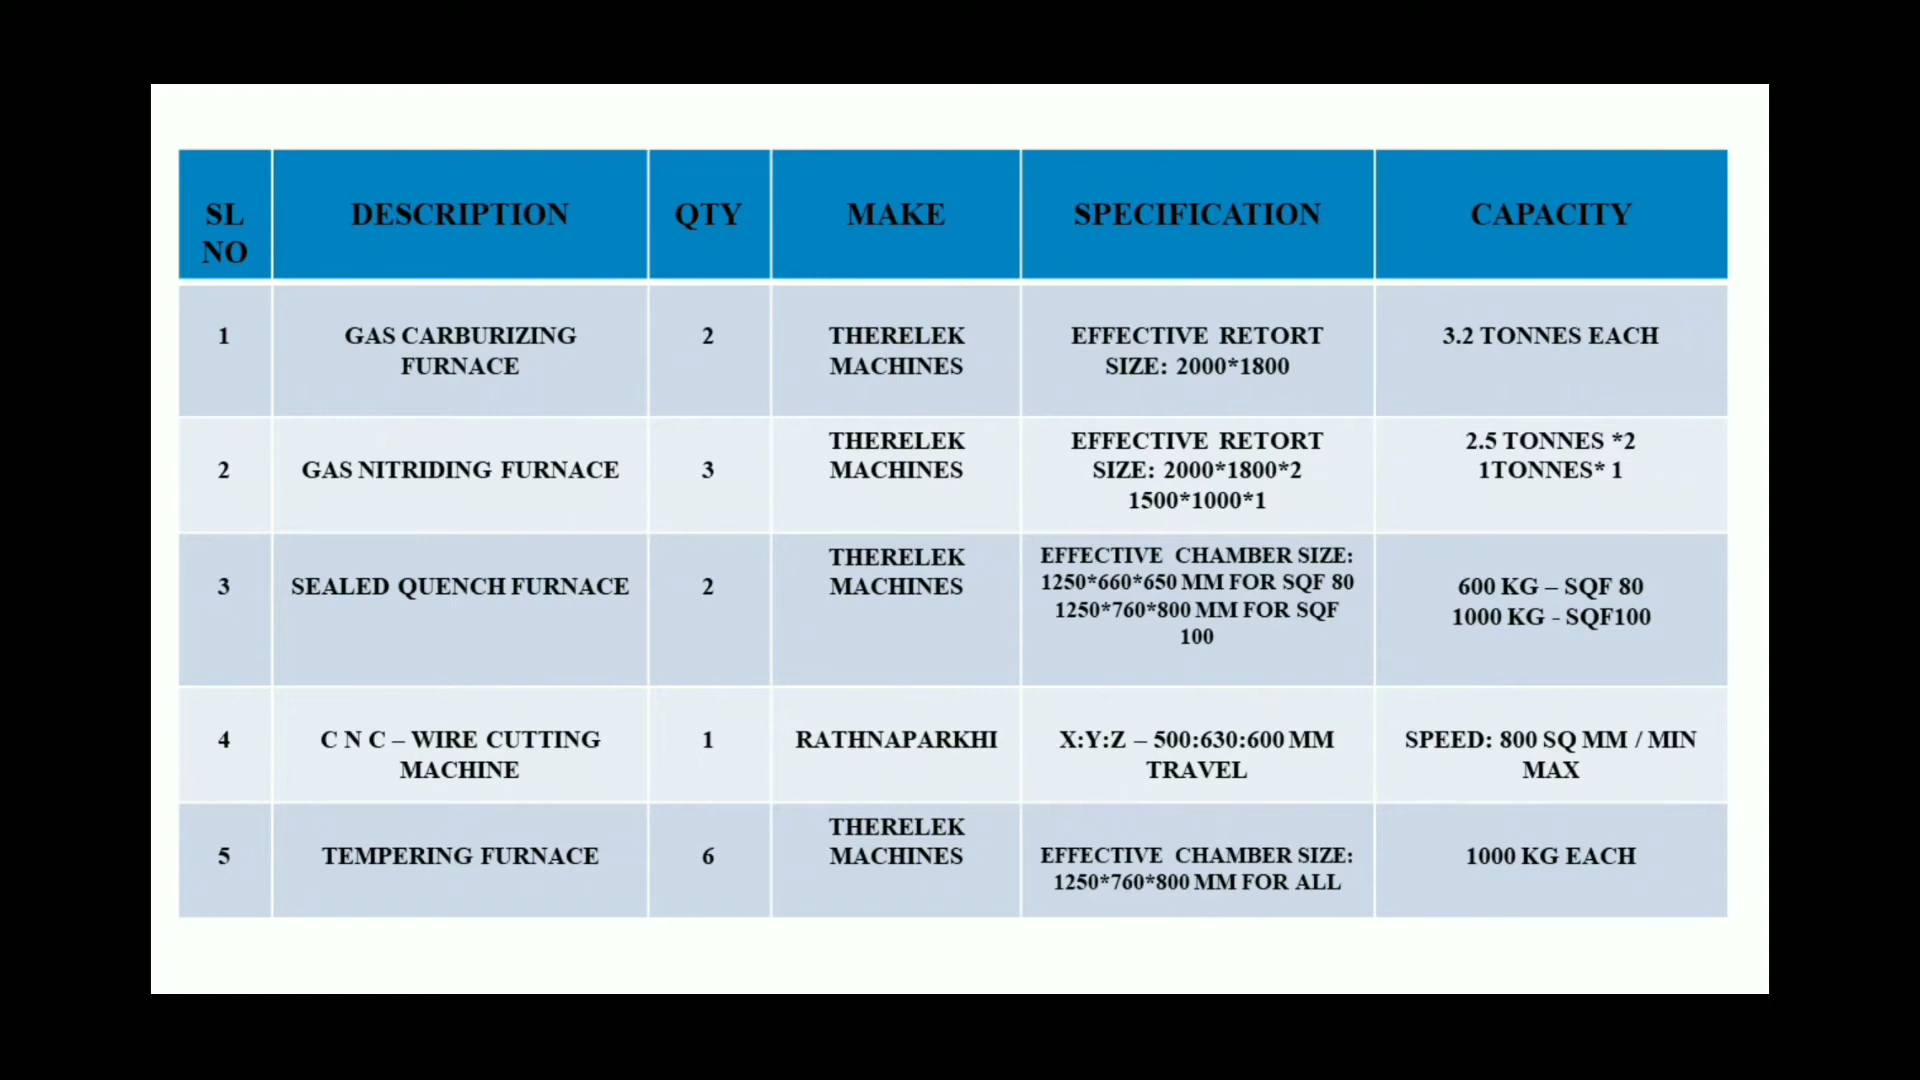 SL
NO
DESCRIPTION
QTY
MAKE
SPECIFICATION
CAPACITY
1
GAS CARBURIZING
FURNACE
2
THERELEK
MACHINES
EFFECTIVE RETORT
SIZE: 2000*1800
3.2 TONNES EACH
2
GAS NITRIDING FURNACE
3
THERELEK
MACHINES
EFFECTIVE RETORT
SIZE: 2000*1800*2
1500*1000*1
2.5 TONNES *2
1TONNES* 1
3
SEALED QUENCH FURNACE
2
THERELEK
MACHINES
EFFECTIVE CHAMBER SIZE:
1250*660*650 MM FOR SQF 80
1250*760*800 MM FOR SQF
100
600 KG – SQF 80
1000 KG - SQF100
4
C N C – WIRE CUTTING
MACHINE
1
RATHNAPARKHI
X:Y:Z – 500:630:600 MM
TRAVEL
SPEED: 800 SQ MM / MIN
MAX
5
TEMPERING FURNACE
6
THERELEK
MACHINES
EFFECTIVE CHAMBER SIZE:
1250*760*800 MM FOR ALL
1000 KG EACH